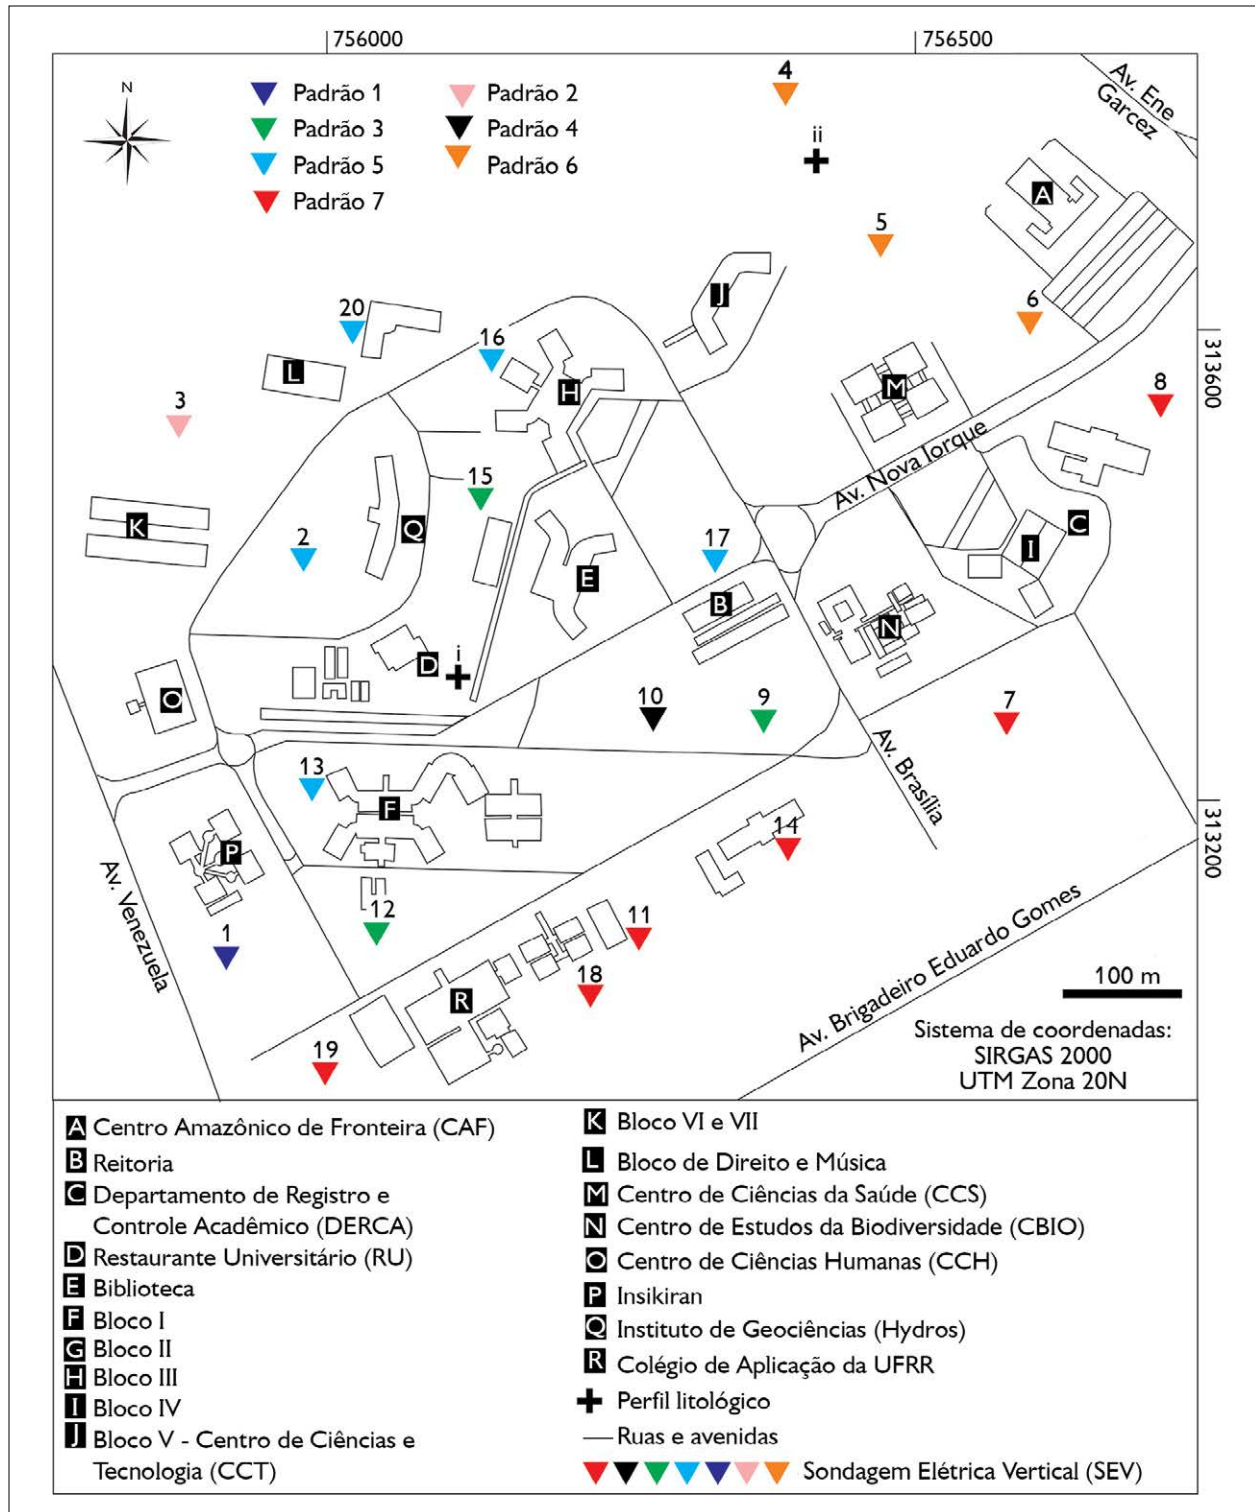 756000
756500
N
Padrão 1
Padrão 2
Padrão 3
Padrão 4
Padrão 5
Padrão 6
Padrão 7
4
ii
Av. Ene
Garcez
A
5
J
6
20
16
L
H
M
313600
8
3
Av. Nova Iorque
15
K
Q
2
17
C
I
E
B
N
D
i
O
10
9
7
Av. Brasília
13
F
14
313200
P
Av. Venezuela
12
11
1
18
R
Av. Brigadeiro Eduardo Gomes
100 m
19
Sistema de coordenadas:
SIRGAS 2000
UTM Zona 20N
A Centro Amazônico de Fronteira (CAF)
B Reitoria
C Departamento de Registro e
Controle Acadêmico (DERCA)
D Restaurante Universitário (RU)
E Biblioteca
F Bloco I
G Bloco II
H Bloco III
I Bloco IV
J Bloco V - Centro de Ciências e
Tecnologia (CCT)
K Bloco VI e VII
L Bloco de Direito e Música
M Centro de Ciências da Saúde (CCS)
N Centro de Estudos da Biodiversidade (CBIO)
O Centro de Ciências Humanas (CCH)
P Insikiran
Q Instituto de Geociências (Hydros)
R Colégio de Aplicação da UFRR
Perfil litológico
Ruas e avenidas
Sondagem Elétrica Vertical (SEV)